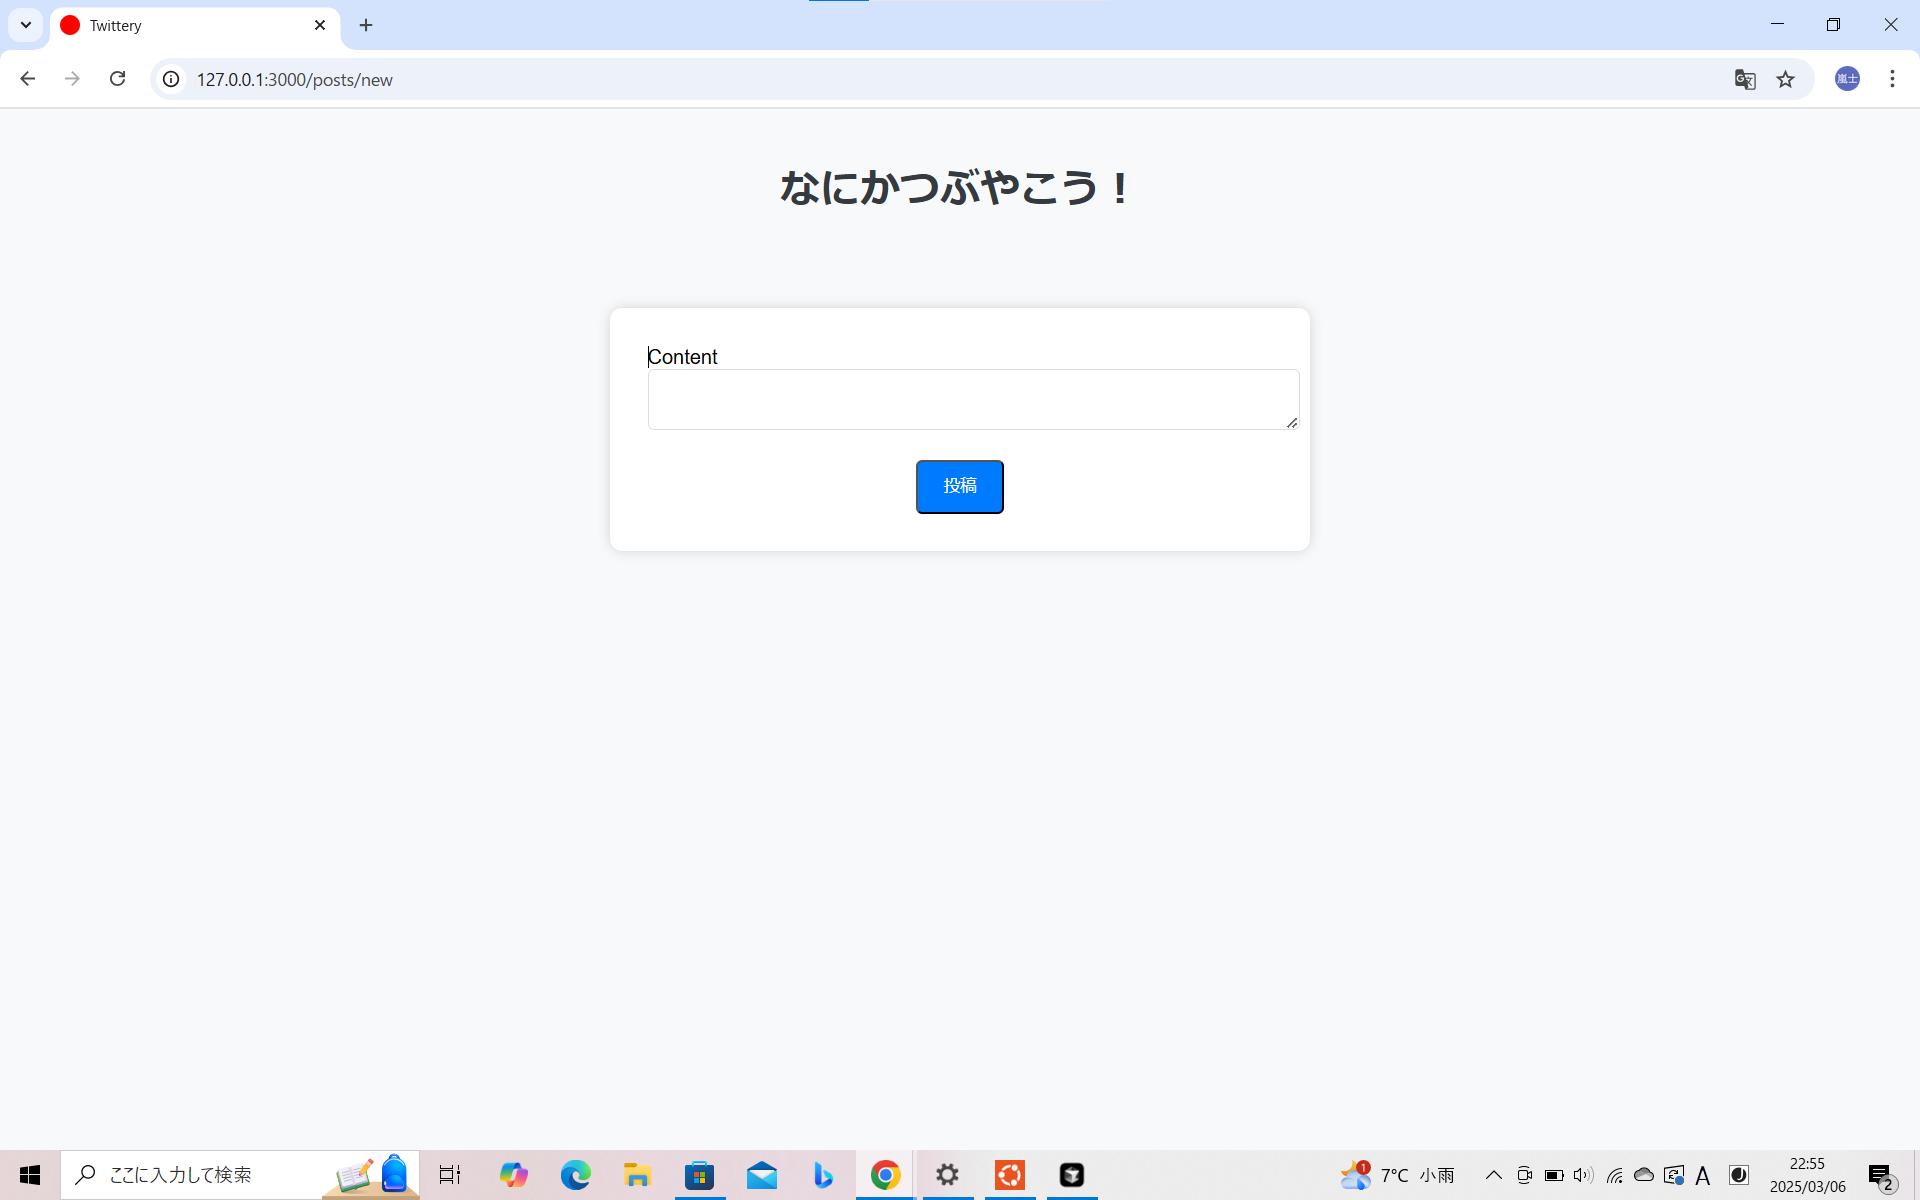 Twittery
127.0.0.1:3000/posts/new
嵐士
なにかつぶやこう！
Content
投稿
ここに入力して検索
1
7°C 小雨
A
22:55
2025/03/06
2